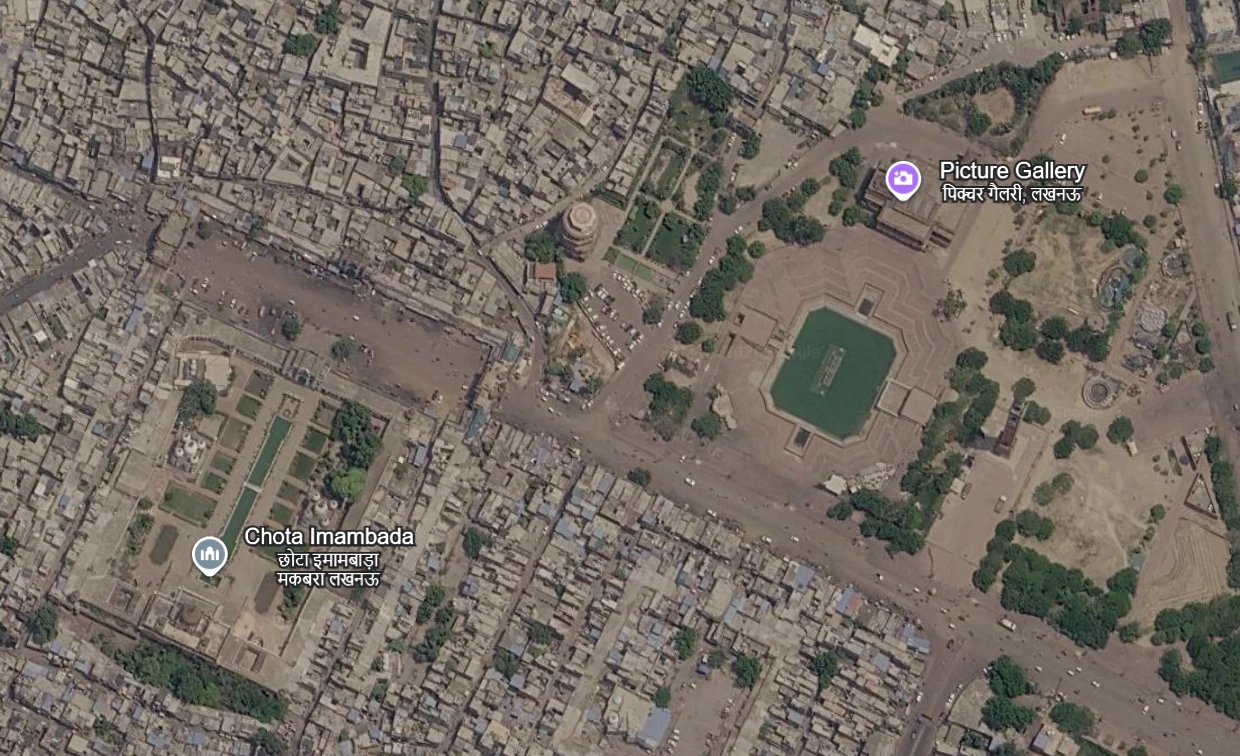 Picture Gallery
पिक्चर गैलरी, लखनऊ
Chota Imambada
छोटा इमामबाड़ा
मकबरा लखनऊ